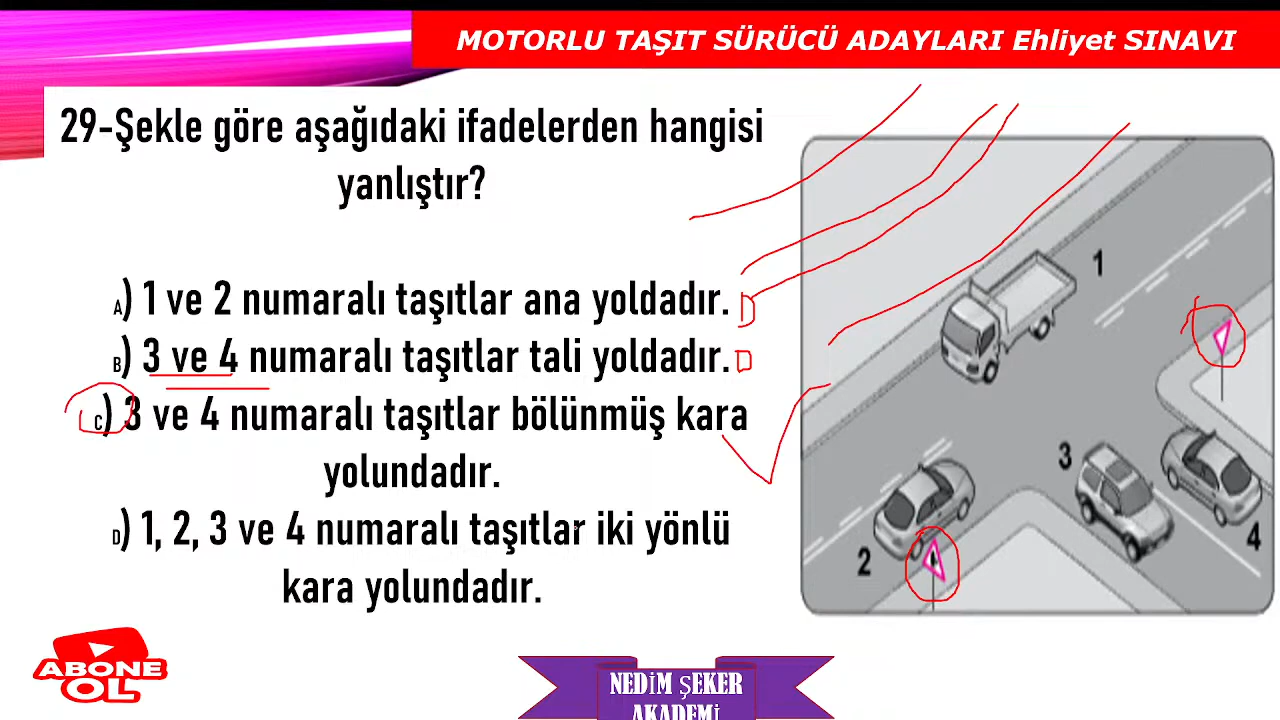 MOTORLU TAŞIT SÜRÜCÜ ADAYLARI Ehliyet SINAVI
29-Şekle göre aşağıdaki ifadelerden hangisi
yanlıştır?
A) 1 ve 2 numaralı taşıtlar ana yoldadır.
B) 3 ve 4 numaralı taşıtlar tali yoldadır.
C) 3 ve 4 numaralı taşıtlar bölünmüş kara
yolundadır.
D) 1, 2, 3 ve 4 numaralı taşıtlar iki yönlü
kara yolundadır.
1
3
2
4
D
D
ABONE
OL
NEDİM ŞEKER
AKADEMİ